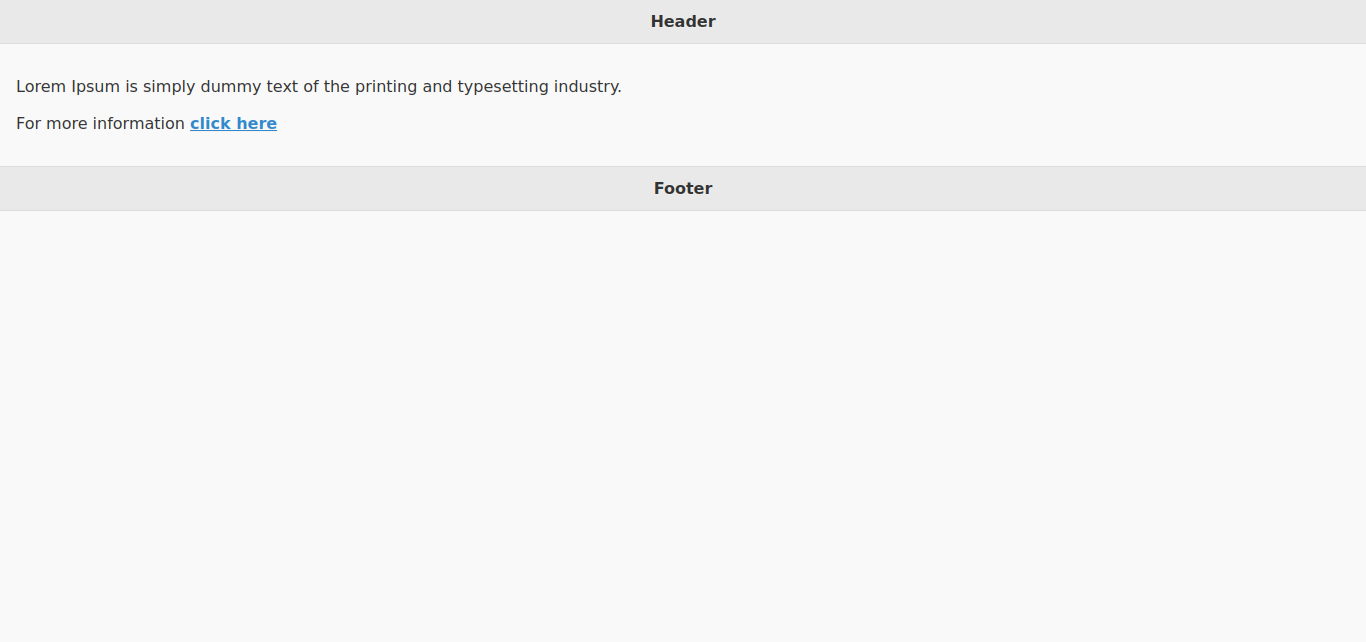 Header
Lorem Ipsum is simply dummy text of the printing and typesetting industry.
For more information click here
Footer